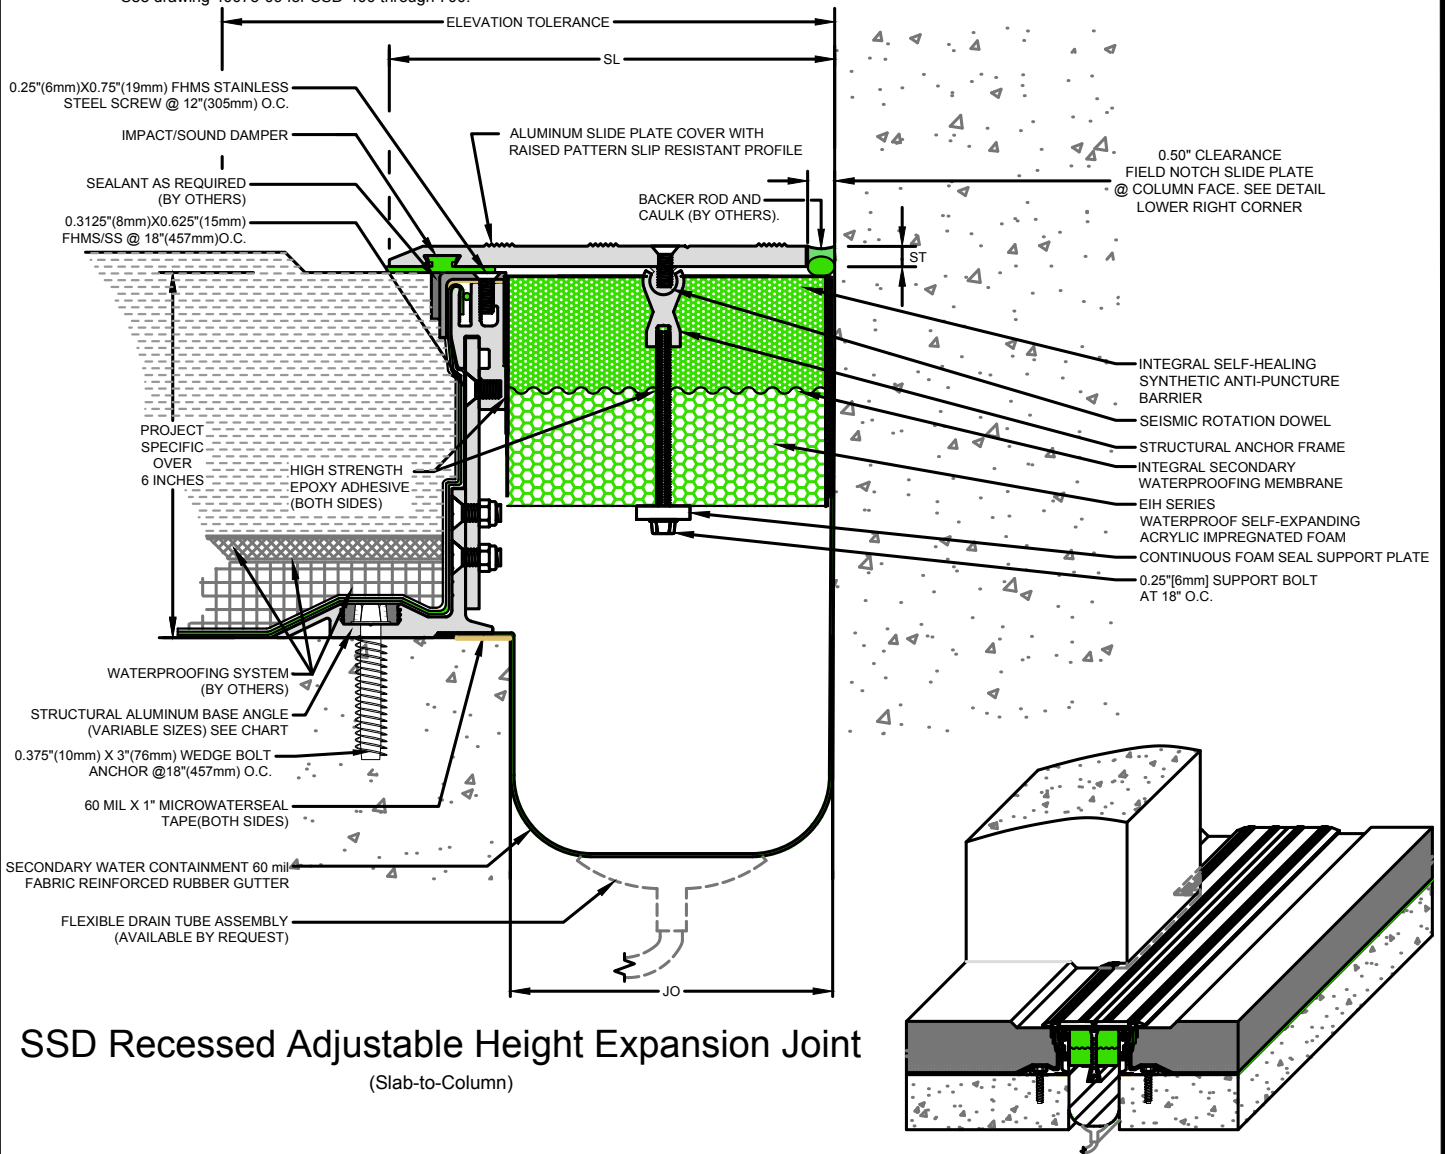 ELEVATION TOLERANCE
SL
0.25"(6mm)X0.75"(19mm) FHMS STAINLESS
STEEL SCREW @ 12"(305mm) O.C.
IMPACT/SOUND DAMPER
SEALANT AS REQUIRED
(BY OTHERS)
0.3125"(8mm)X0.625"(15mm)
FHMS/SS @ 18"(457mm)O.C.
ALUMINUM SLIDE PLATE COVER WITH
RAISED PATTERN SLIP RESISTANT PROFILE
BACKER ROD AND
CAULK (BY OTHERS).
0.50" CLEARANCE
FIELD NOTCH SLIDE PLATE
@ COLUMN FACE. SEE DETAIL
LOWER RIGHT CORNER
ST
PROJECT
SPECIFIC
OVER
6 INCHES
HIGH STRENGTH
EPOXY ADHESIVE
(BOTH SIDES)
INTEGRAL SELF-HEALING
SYNTHETIC ANTI-PUNCTURE
BARRIER
SEISMIC ROTATION DOWEL
STRUCTURAL ANCHOR FRAME
INTEGRAL SECONDARY
WATERPROOFING MEMBRANE
EIH SERIES
WATERPROOF SELF-EXPANDING
ACRYLIC IMPREGNATED FOAM
CONTINUOUS FOAM SEAL SUPPORT PLATE
0.25"[6mm] SUPPORT BOLT
AT 18" O.C.
WATERPROOFING SYSTEM
(BY OTHERS)
STRUCTURAL ALUMINUM BASE ANGLE
(VARIABLE SIZES) SEE CHART
0.375"(10mm) X 3"(76mm) WEDGE BOLT
ANCHOR @18"(457mm) O.C.
60 MIL X 1" MICROWATERSEAL
TAPE(BOTH SIDES)
SECONDARY WATER CONTAINMENT 60 mil
FABRIC REINFORCED RUBBER GUTTER
FLEXIBLE DRAIN TUBE ASSEMBLY
(AVAILABLE BY REQUEST)
JO
SSD Recessed Adjustable Height Expansion Joint
(Slab-to-Column)